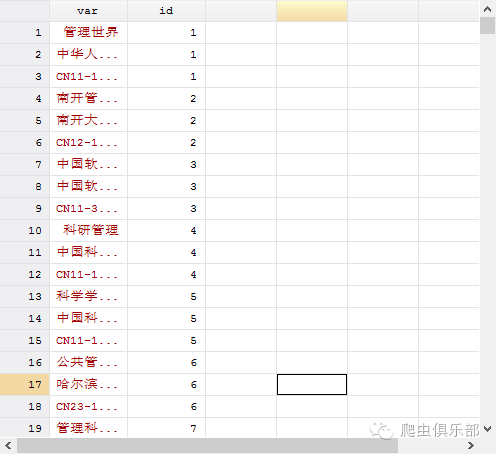 var id
1 管理世界 1
2 中华人... 1
3 CN11-1... 1
4 南开管... 2
5 南开大... 2
6 CN12-1... 2
7 中国软... 3
8 中国软... 3
9 CN11-3... 3
10 科研管理 4
11 中国科... 4
12 CN11-1... 4
13 科学学... 5
14 中国科... 5
15 CN11-1... 5
16 公共管... 6
17 哈尔滨... 6
18 CN23-1... 6
19 管理科... 7
爬虫俱乐部